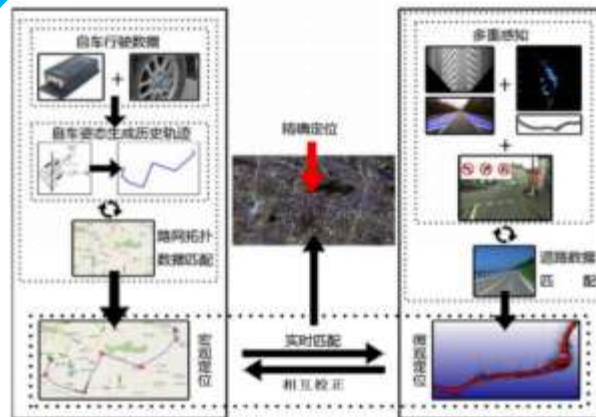 自车行驶数据
+
自车姿态生成历史轨迹
路网拓扑
数据匹配
宏观定位
精确定位
实时匹配
相互校正
多重感知
+
+
道路数据
匹 配
微观定位